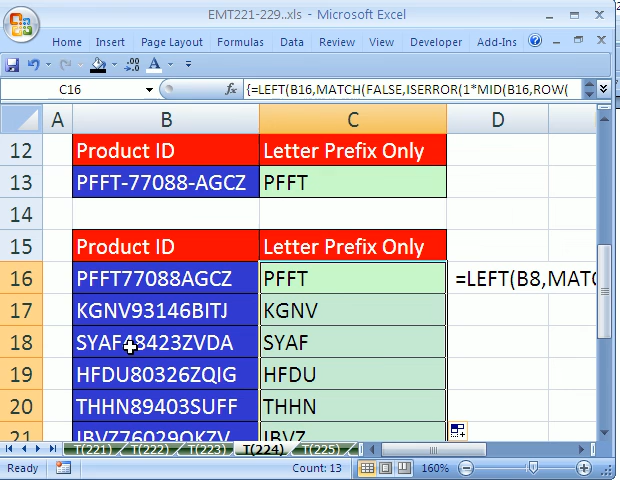 EMT221-229..xls - Microsoft Excel
Home Insert Page Layout Formulas Data Review View Developer Add-Ins
C16 fx {=LEFT(B16,MATCH(FALSE,ISERROR(1*MID(B16,ROW(
A B C D
12 Product ID Letter Prefix Only
13 PFFT-77088-AGCZ PFFT
14
15 Product ID Letter Prefix Only
16 PFFT77088AGCZ PFFT =LEFT(B8,MATC
17 KGNV93146BITJ KGNV
18 SYAF48423ZVDA SYAF
19 HFDU80326ZQIG HFDU
20 THHN89403SUFF THHN
21 IBVZ76029OKZV IBVZ
T(221) T(222) T(223) T(224) T(225)
Ready Count: 13 160%